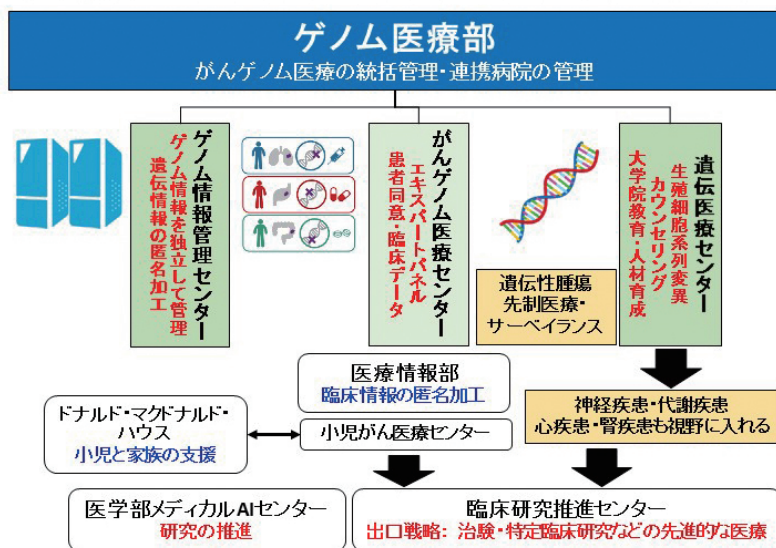 ゲノム医療部
がんゲノム医療の統括管理・連携病院の管理
ゲノム情報管理センター
ゲノム情報を独立して管理
遺伝情報の匿名加工
がんゲノム医療センター
エキスパートパネル
患者同意・臨床データ
遺伝医療センター
生殖細胞系列変異
カウンセリング
大学院教育・人材育成
遺伝性腫瘍
先制医療・
サーベイランス
医療情報部
臨床情報の匿名加工
ドナルド・マクドナルド・
ハウス
小児と家族の支援
小児がん医療センター
神経疾患・代謝疾患
心疾患・腎疾患も視野に入れる
医学部メディカルAIセンター
研究の推進
臨床研究推進センター
出口戦略: 治験・特定臨床研究などの先進的な医療